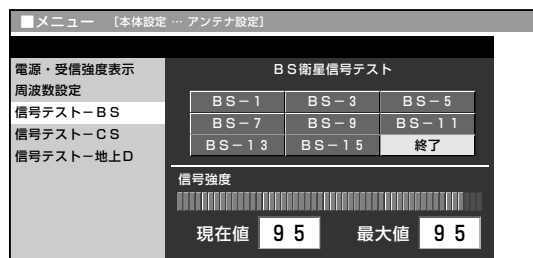 ■メニュー [本体設定 … アンテナ設定]
電源・受信強度表示
周波数設定
信号テスト－ＢＳ
信号テスト－ＣＳ
信号テスト－地上Ｄ
ＢＳ衛星信号テスト
ＢＳ－１ ＢＳ－３ ＢＳ－５
ＢＳ－７ ＢＳ－９ ＢＳ－１１
ＢＳ－１３ ＢＳ－１５ 終了
信号強度
現在値 ９５ 最大値 ９５